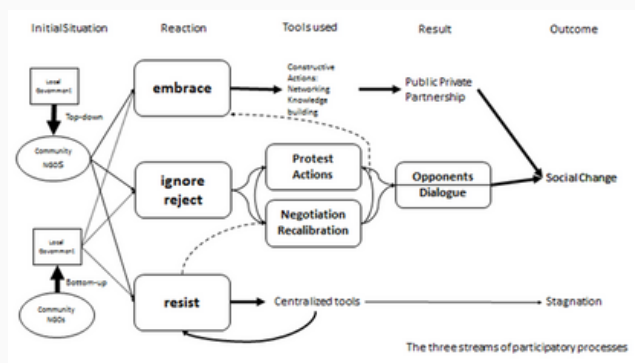 InitialSituation
Reaction
Tools used
Result
Outcome
Local
Government
Top-down
Community
NGOS
Local
Government
Bottom-up
Community
NGOs
embrace
ignore
reject
resist
Constructive
Actions:
Networking
Knowledge
building
Protest
Actions
Negotiation
Recalibration
Centralized tools
Public Private
Partnership
Opponents
Dialogue
Social Change
Stagnation
The three streams of participatory processes